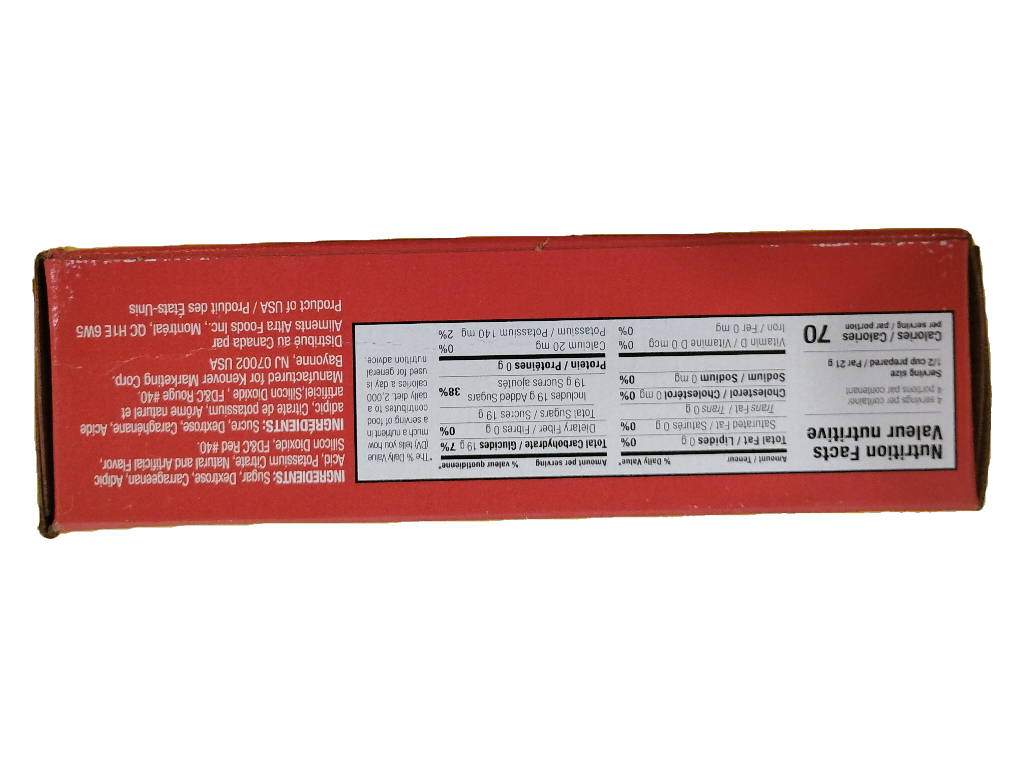 Nutrition Facts
Valeur nutritive
4 servings per container
4 portions par contenant
Serving size
1/2 cup prepared / Par 21 g
Calories / Calories 70
per serving / par portion
Amount / Teneur % Daily Value*
Total Fat / Lipides 0 g 0%
Saturated Fat / Saturés 0 g 0%
Trans Fat / Trans 0 g
Cholesterol / Cholestérol 0 mg 0%
Sodium / Sodium 0 mg 0%
Vitamin D / Vitamine D 0 mcg 0%
Iron / Fer 0 mg 0%
Amount per serving % valeur quotidienne*
Total Carbohydrate / Glucides 19 g 7%
Dietary Fiber / Fibres 0 g 0%
Total Sugars / Sucres 19 g
Includes 19 g Added Sugars 38%
19 g Sucres ajoutés
Protein / Protéines 0 g
Calcium 20 mg 0%
Potassium / Potassium 140 mg 2%
*The % Daily Value
(DV) tells you how
much a nutrient in
a serving of food
contributes to a
daily diet. 2,000
calories a day is
used for general
nutrition advice.
INGREDIENTS: Sugar, Dextrose, Carrageenan, Adipic
Acid, Potassium Citrate, Natural and Artificial Flavor,
Silicon Dioxide, FD&C Red #40.
INGRÉDIENTS: Sucre, Dextrose, Caraghénane, Acide
adipic, Citrate de potassium, Arôme naturel et
artificiel,Silicon Dioxide , FD&C Rouge #40.
Manufactured for Kenover Marketing Corp.
Bayonne, NJ 07002 USA
Distribué au Canada par
Aliments Altra Foods Inc., Montréal, QC H1E 6W5
Product of USA / Produit des États-Unis